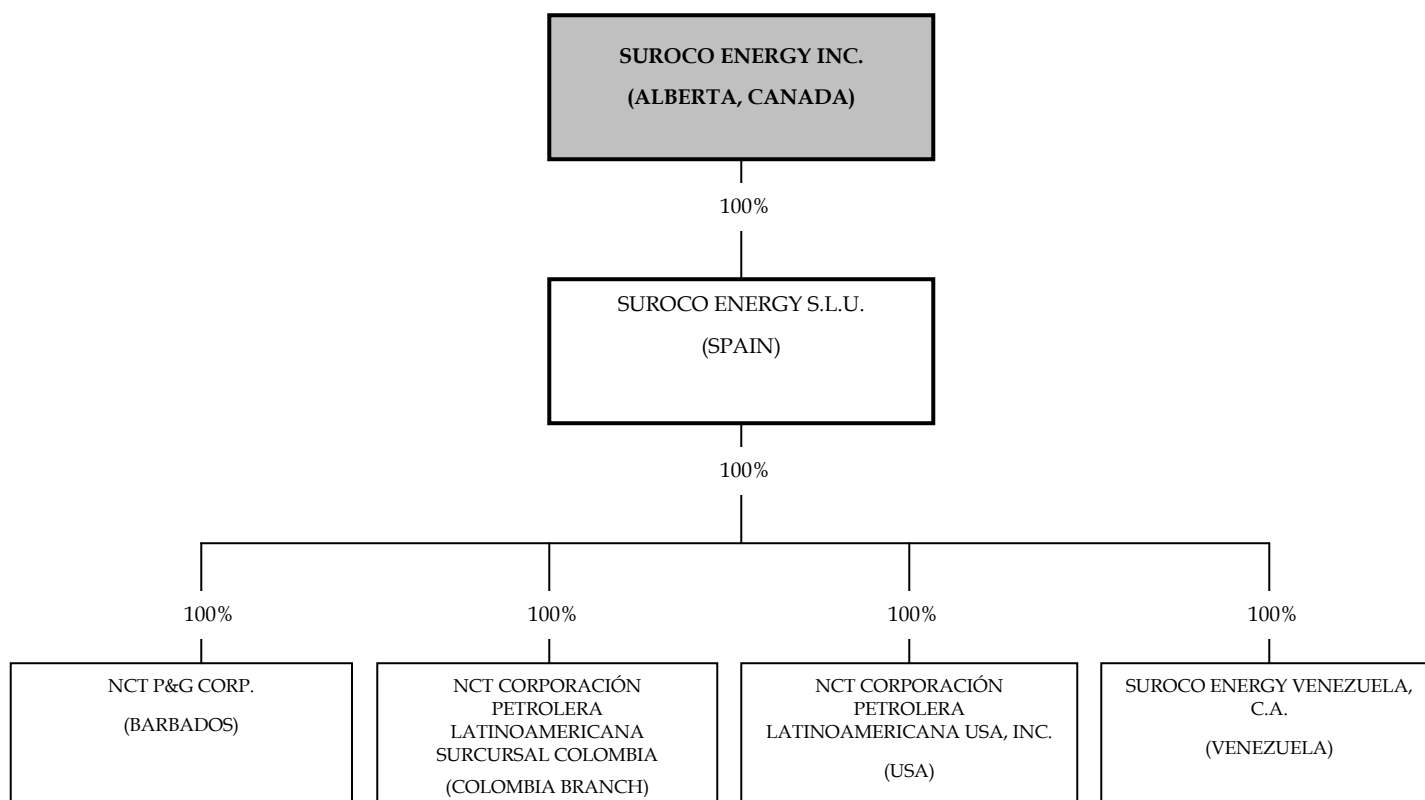 SUROCO ENERGY INC.
(ALBERTA, CANADA)
100%
SUROCO ENERGY S.L.U.
(SPAIN)
100%
100%
100%
100%
100%
NCT P&G CORP.
(BARBADOS)
NCT CORPORACIÓN
PETROLERA
LATINOAMERICANA
SURCURSAL COLOMBIA
(COLOMBIA BRANCH)
NCT CORPORACIÓN
PETROLERA
LATINOAMERICANA USA, INC.
(USA)
SUROCO ENERGY VENEZUELA,
C.A.
(VENEZUELA)